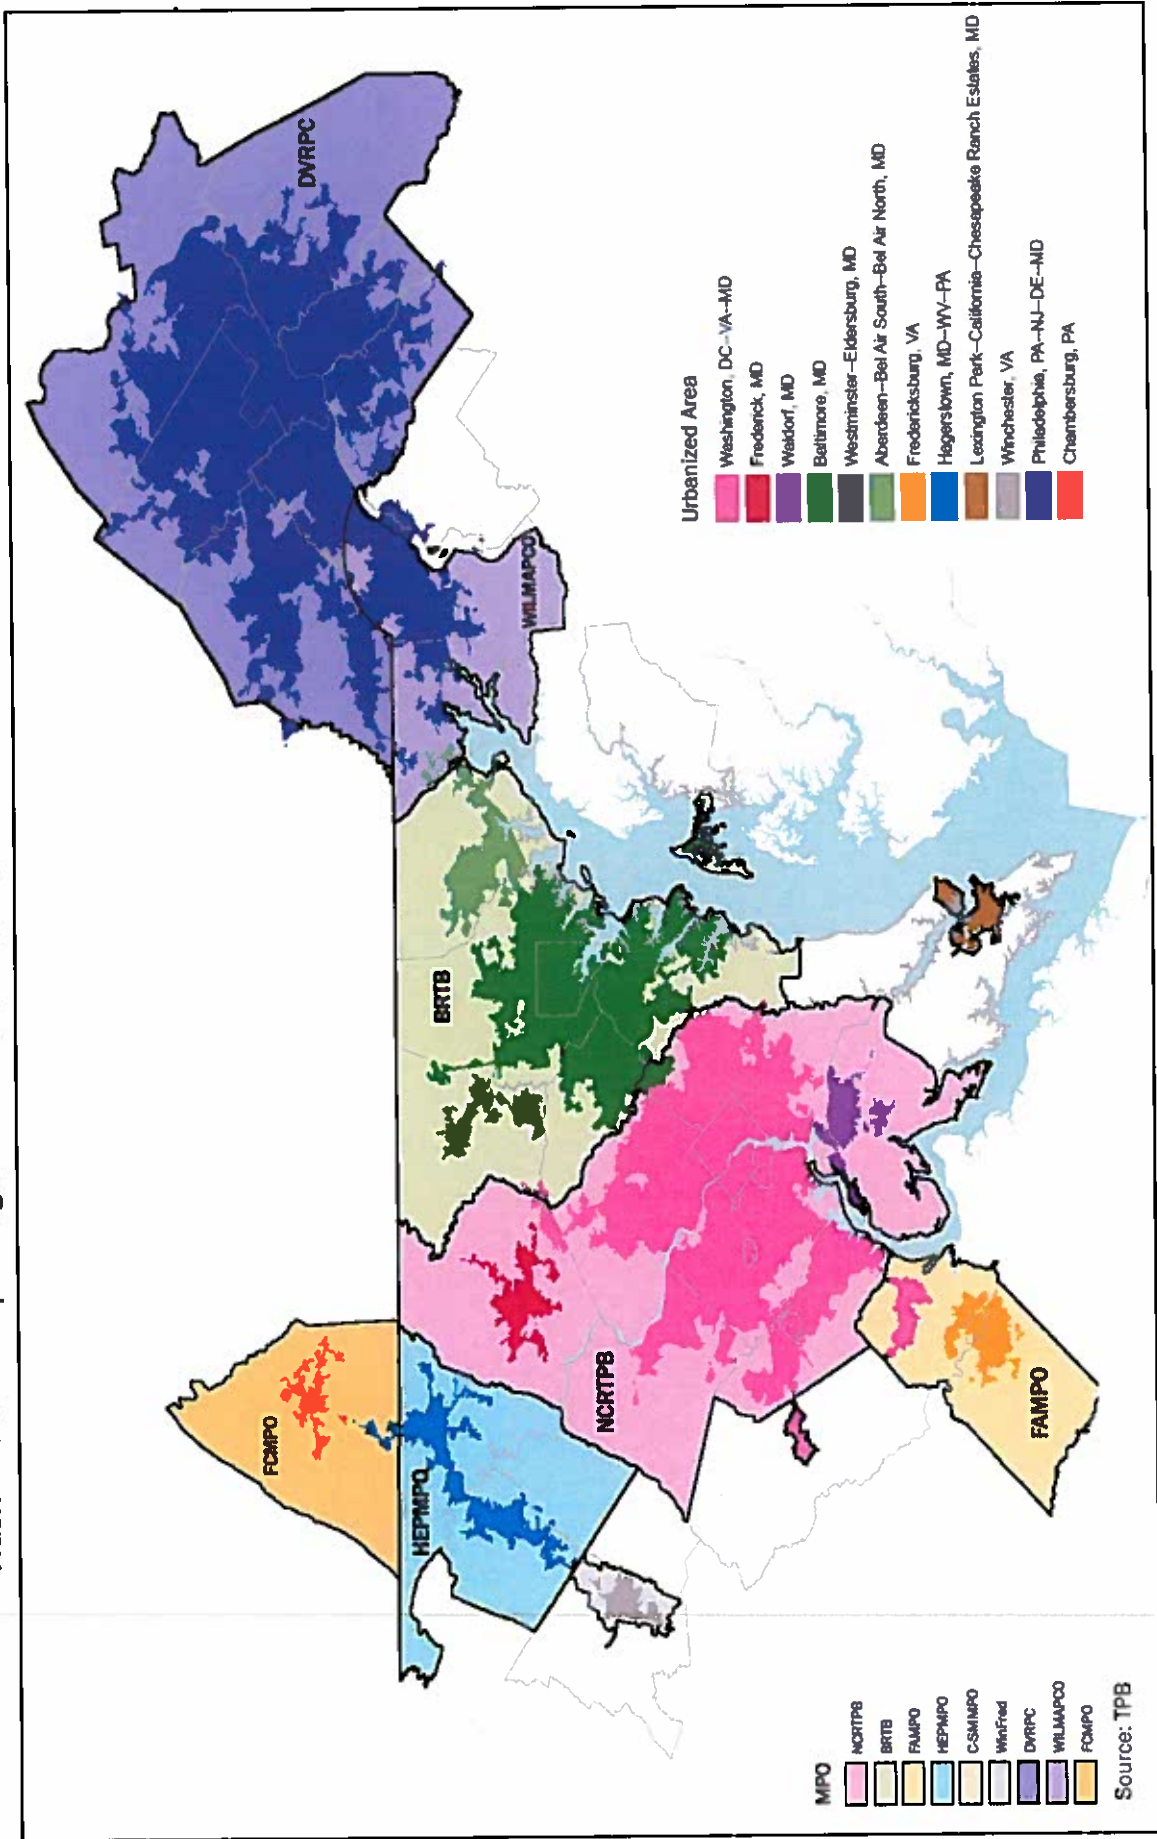 DVRPC
WILMAPCO
BRTB
FCMPO
HEPMPO
NCRTPB
FAMPO
Urbanized Area
Washington, DC–VA–MD
Frederick, MD
Waldorf, MD
Baltimore, MD
Westminster–Eldersburg, MD
Aberdeen–Bel Air South–Bel Air North, MD
Fredericksburg, VA
Hagerstown, MD–WV–PA
Lexington Park–California–Chesapeake Ranch Estates, MD
Winchester, VA
Philadelphia, PA–NJ–DE–MD
Chambersburg, PA
MPO
NCRTPB
BRTB
FAMPO
HEPMPO
C-SMMPO
WinFred
DVRPC
WILMAPCO
FCMPO
Source: TPB